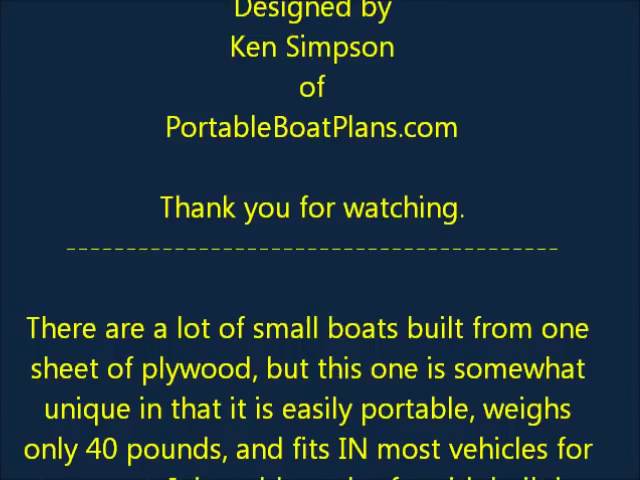 Designed by
Ken Simpson
of
PortableBoatPlans.com
Thank you for watching.
-----------------------------------------
There are a lot of small boats built from one
sheet of plywood, but this one is somewhat
unique in that it is easily portable, weighs
only 40 pounds, and fits IN most vehicles for